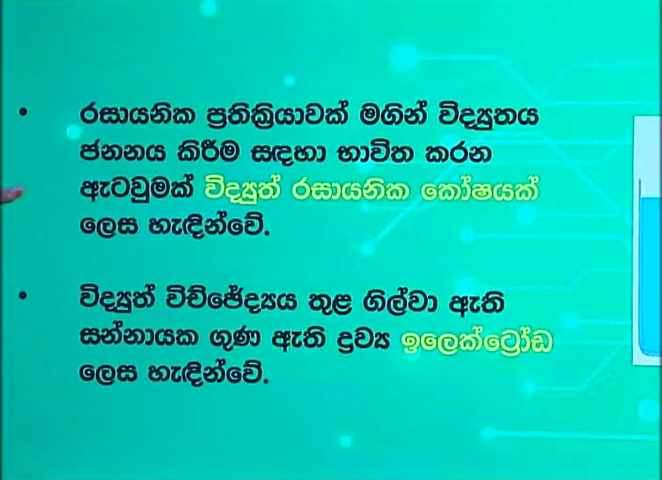 • රසායනික ප්‍රතික්‍රියාවක් මගින් විද්‍යුතය
ජනනය කිරීම සඳහා භාවිත කරන
ඇටවුමක් විද්‍යුත් රසායනික කෝෂයක්
ලෙස හැඳින්වේ.
• විද්‍යුත් විච්ඡේද්‍යය තුළ ගිල්වා ඇති
සන්නායක ගුණ ඇති ද්‍රව්‍ය ඉලෙක්ට්‍රෝඩ
ලෙස හැඳින්වේ.